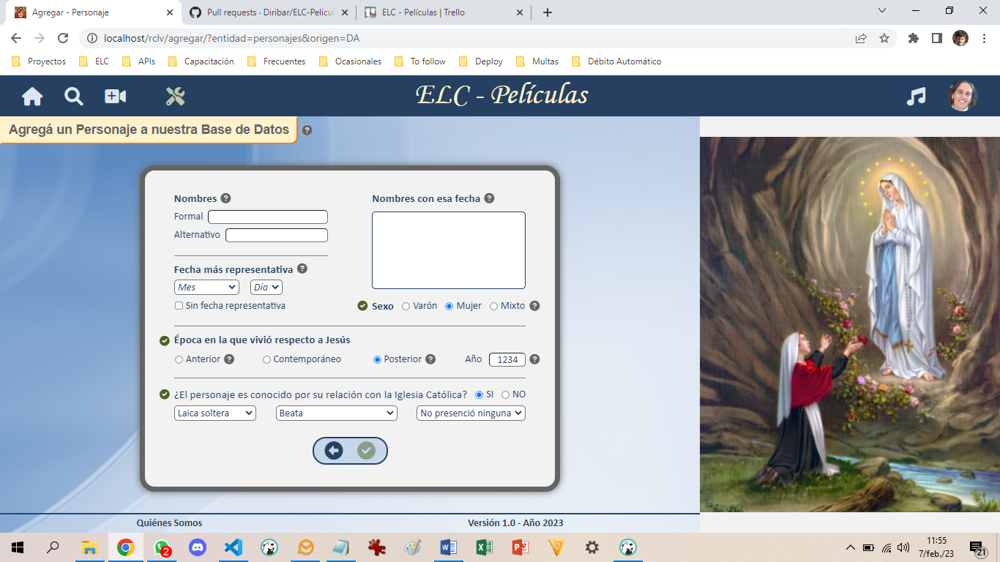 Agregar - Personaje
Pull requests · Diribar/ELC-Pelicul
ELC - Películas | Trello
localhost/rclv/agregar/?entidad=personajes&origen=DA
Proyectos ELC APIs Capacitación Frecuentes Ocasionales To follow Deploy Multas Débito Automático
ELC - Películas
Agregá un Personaje a nuestra Base de Datos ?
Nombres ?
Formal
Alternativo
Fecha más representativa ?
Mes Día
Sin fecha representativa
Nombres con esa fecha ?
Sexo Varón Mujer Mixto ?
Época en la que vivió respecto a Jesús
Anterior ? Contemporáneo Posterior ? Año 1234 ?
¿El personaje es conocido por su relación con la Iglesia Católica? SI NO
Laica soltera Beata No presenció ninguna
Quiénes Somos Versión 1.0 - Año 2023
2
11:55
7/feb./23
21